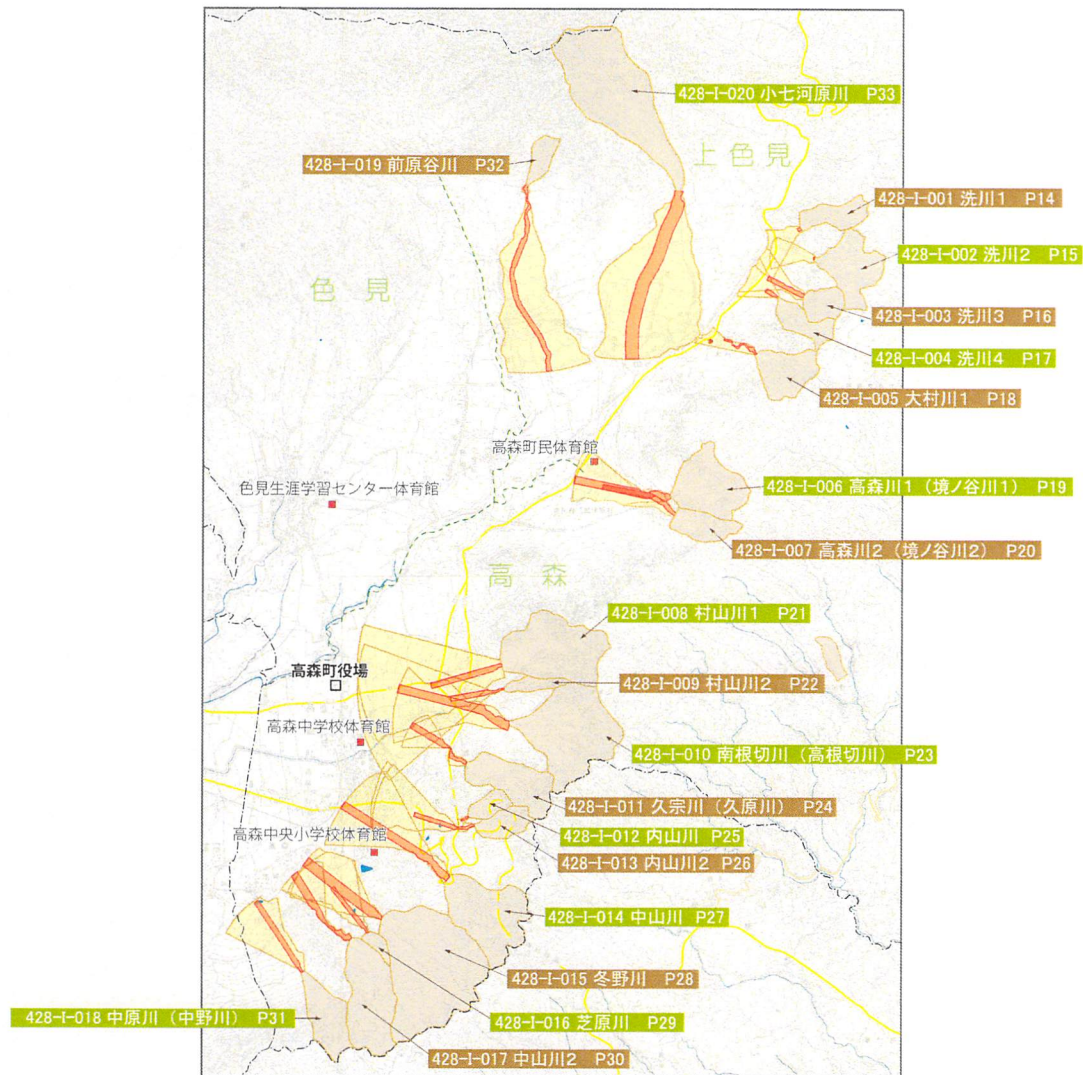 428-I-020 小七河原川 P33
上色見
428-I-019 前原谷川 P32
428-I-001 洗川1 P14
428-I-002 洗川2 P15
色見
428-I-003 洗川3 P16
428-I-004 洗川4 P17
428-I-005 大村川1 P18
高森町民体育館
色見生涯学習センター体育館
428-I-006 高森川1（境ノ谷川1） P19
428-I-007 高森川2（境ノ谷川2） P20
高森
428-I-008 村山川1 P21
高森町役場
428-I-009 村山川2 P22
高森中学校体育館
428-I-010 南根切川（高根切川） P23
428-I-011 久宗川（久原川） P24
高森中央小学校体育館
428-I-012 内山川 P25
428-I-013 内山川2 P26
428-I-014 中山川 P27
428-I-015 冬野川 P28
428-I-018 中原川（中野川） P31
428-I-016 芝原川 P29
428-I-017 中山川2 P30